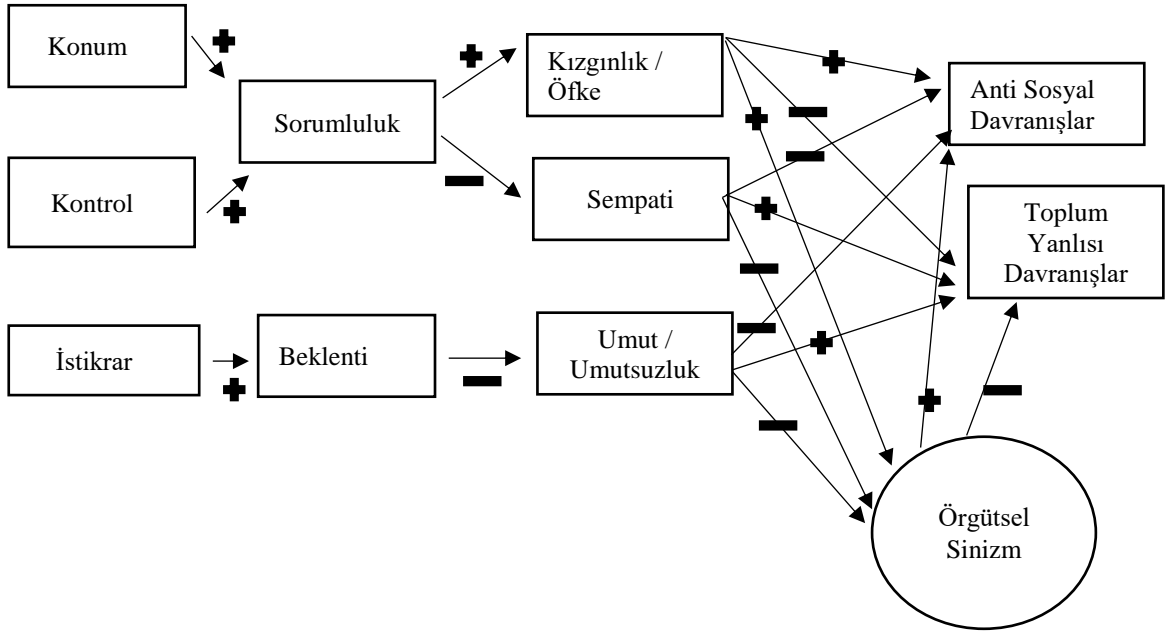 Konum
Kontrol
İstikrar
Sorumluluk
Beklenti
Kızgınlık /
Öfke
Sempati
Umut /
Umutsuzluk
Anti Sosyal
Davranışlar
Toplum
Yanlısı
Davranışlar
Örgütsel
Sinizm